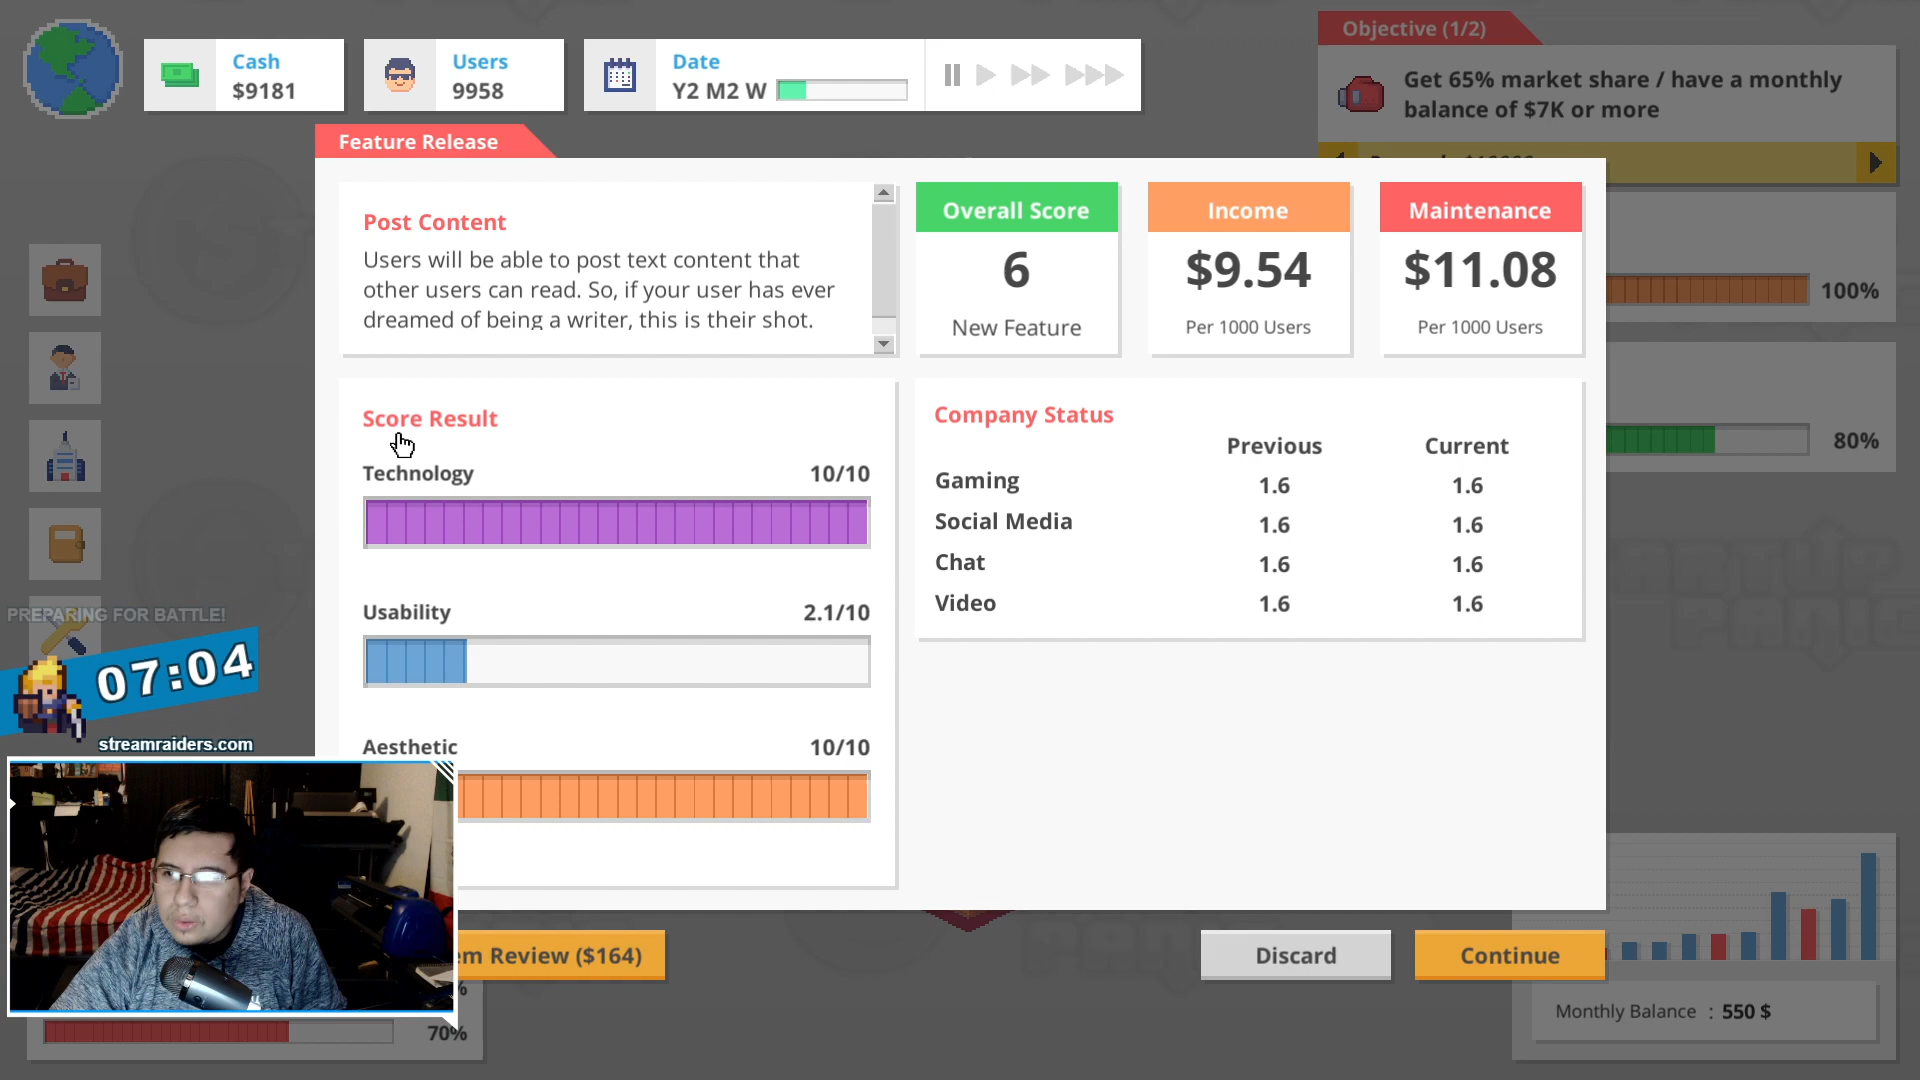 Cash
$9181
Users
9958
Date
Y2 M2 W
Objective (1/2)
Get 65% market share / have a monthly
balance of $7K or more
Feature Release
Post Content
Users will be able to post text content that
other users can read. So, if your user has ever
dreamed of being a writer, this is their shot.
Overall Score
6
New Feature
Income
$9.54
Per 1000 Users
Maintenance
$11.08
Per 1000 Users
100%
80%
Score Result
Technology 10/10
Usability 2.1/10
Aesthetic 10/10
Company Status
Previous Current
Gaming 1.6 1.6
Social Media 1.6 1.6
Chat 1.6 1.6
Video 1.6 1.6
PREPARING FOR BATTLE!
07:04
streamraiders.com
em Review ($164)
Discard
Continue
70%
Monthly Balance : 550 $